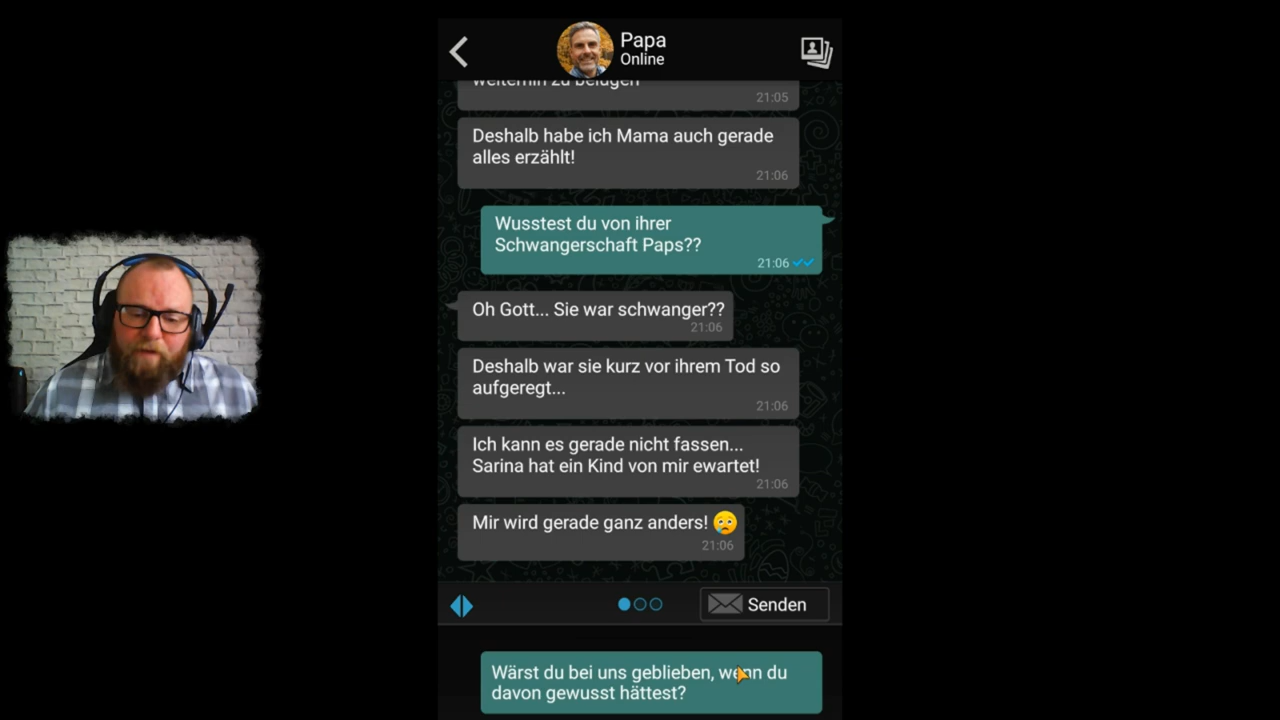 Papa
Online
weiterhin zu belügen
21:05
Deshalb habe ich Mama auch gerade
alles erzählt!
21:06
Wusstest du von ihrer
Schwangerschaft Paps??
21:06
Oh Gott... Sie war schwanger??
21:06
Deshalb war sie kurz vor ihrem Tod so
aufgeregt...
21:06
Ich kann es gerade nicht fassen...
Sarina hat ein Kind von mir ewartet!
21:06
Mir wird gerade ganz anders!
21:06
Senden
Wärst du bei uns geblieben, wenn du
davon gewusst hättest?